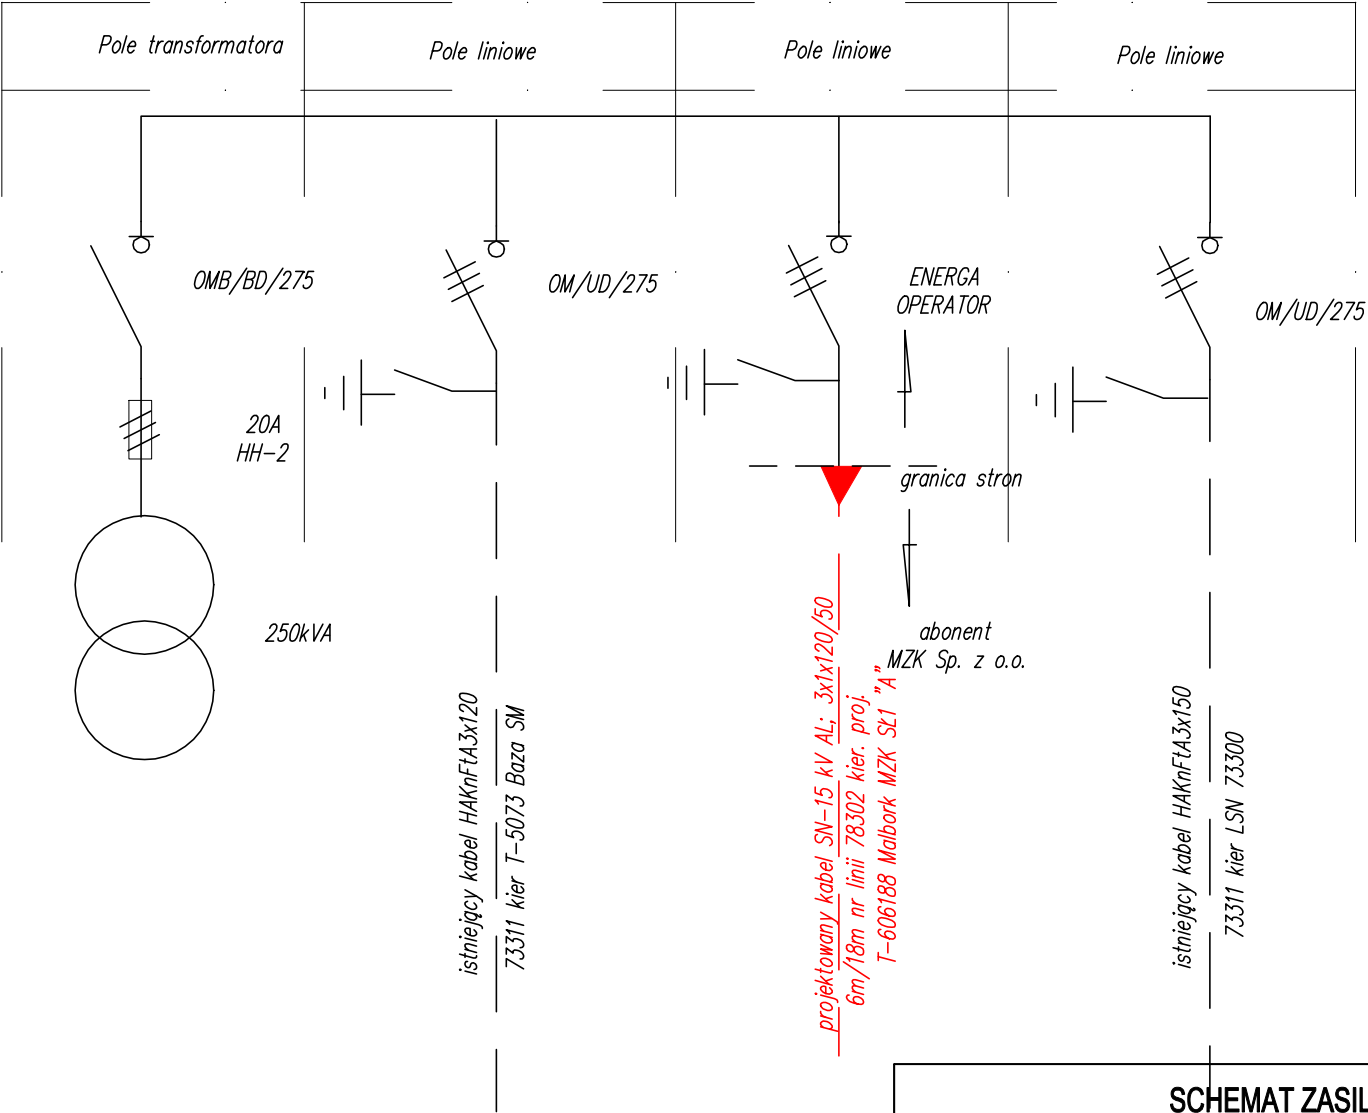 Pole transformatora
Pole liniowe
Pole liniowe
Pole liniowe
OMB/BD/275
OM/UD/275
ENERGA
OPERATOR
OM/UD/275
20A
HH-2
granica stron
250kVA
abonent
MZK Sp. z o.o.
istniejący kabel HAKnFtA3x120
73311 kier T-5073 Baza SM
projektowany kabel SN-15 kV AL; 3x1x120/50
6m/18m nr linii 78302 kier. proj.
T-606188 Malbork MZK SŁ1 "A"
istniejący kabel HAKnFtA3x150
73311 kier LSN 73300
SCHEMAT ZASIL